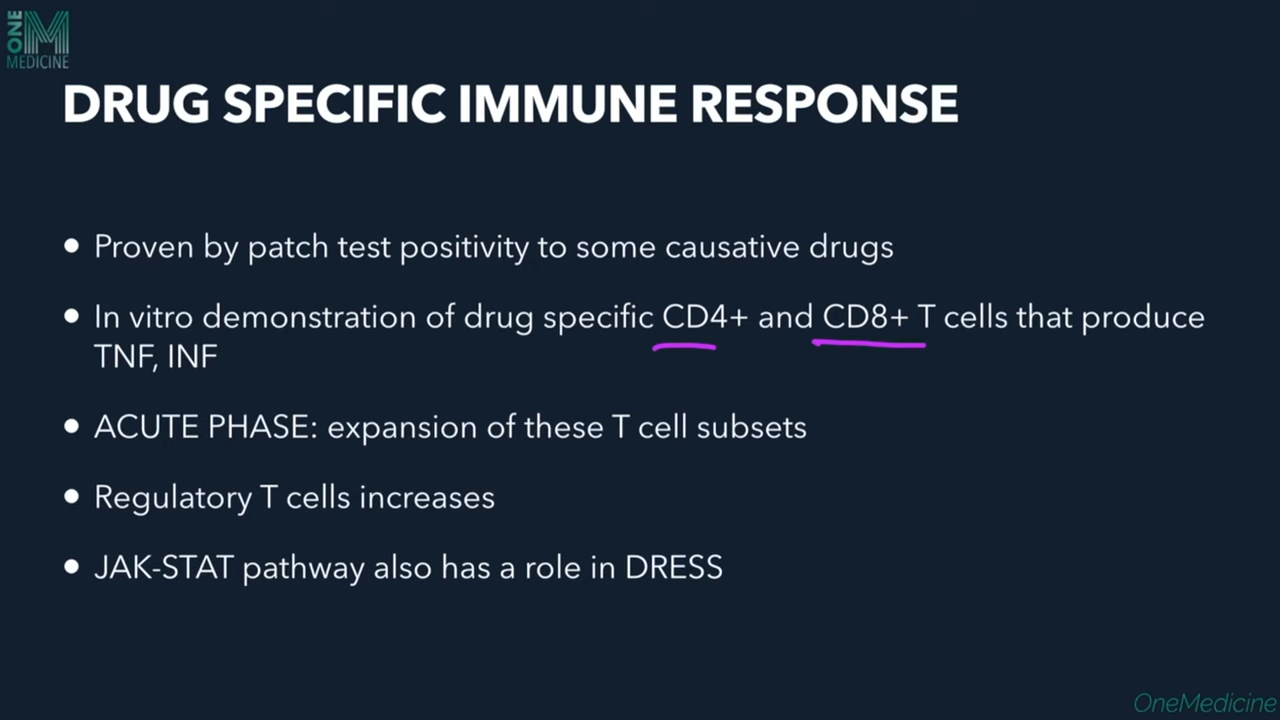 ONE M
MEDICINE
DRUG SPECIFIC IMMUNE RESPONSE
• Proven by patch test positivity to some causative drugs
• In vitro demonstration of drug specific CD4+ and CD8+ T cells that produce
TNF, INF
• ACUTE PHASE: expansion of these T cell subsets
• Regulatory T cells increases
• JAK-STAT pathway also has a role in DRESS
OneMedicine